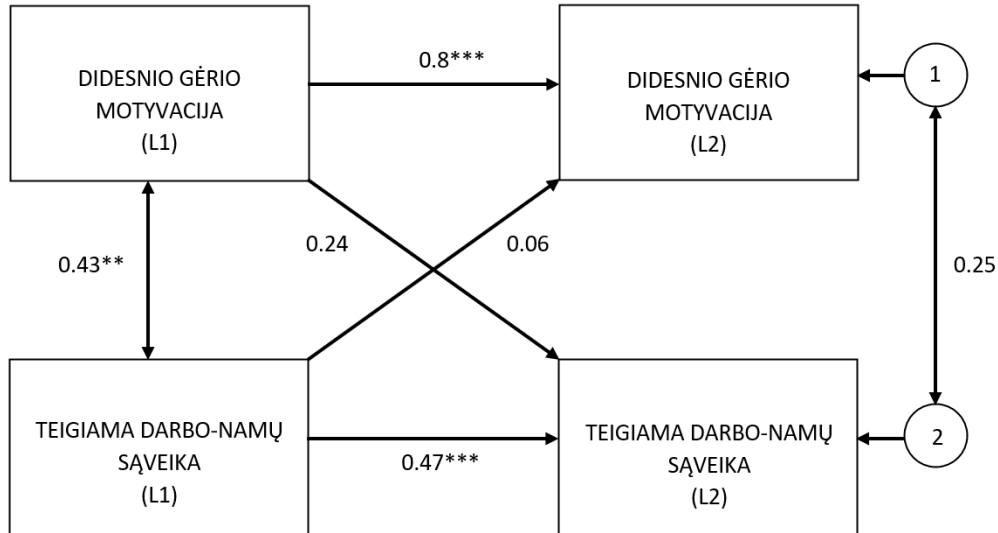 DIDESNIO GĖRIO
MOTYVACIJA
(L1)
0.8***
DIDESNIO GĖRIO
MOTYVACIJA
(L2)
1
0.43**
0.24
0.06
0.25
TEIGIAMA DARBO-NAMŲ
SĄVEIKA
(L1)
0.47***
TEIGIAMA DARBO-NAMŲ
SĄVEIKA
(L2)
2